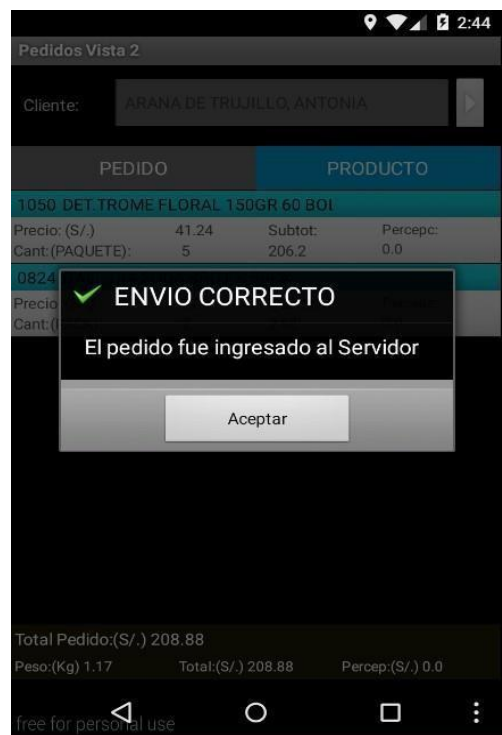 2:44
Pedidos Vista 2
Cliente: ARANA DE TRUJILLO, ANTONIA
PEDIDO PRODUCTO
1050 DET.TROME FLORAL 150GR 60 BOL
Precio: (S/.) 41.24 Subtot: Percepc:
Cant:(PAQUETE): 5 206.2 0.0
0824
Precio
Cant:(
ENVIO CORRECTO
El pedido fue ingresado al Servidor
Aceptar
Total Pedido:(S/.) 208.88
Peso:(Kg) 1.17 Total:(S/.) 208.88 Percep:(S/.) 0.0
free for personal use